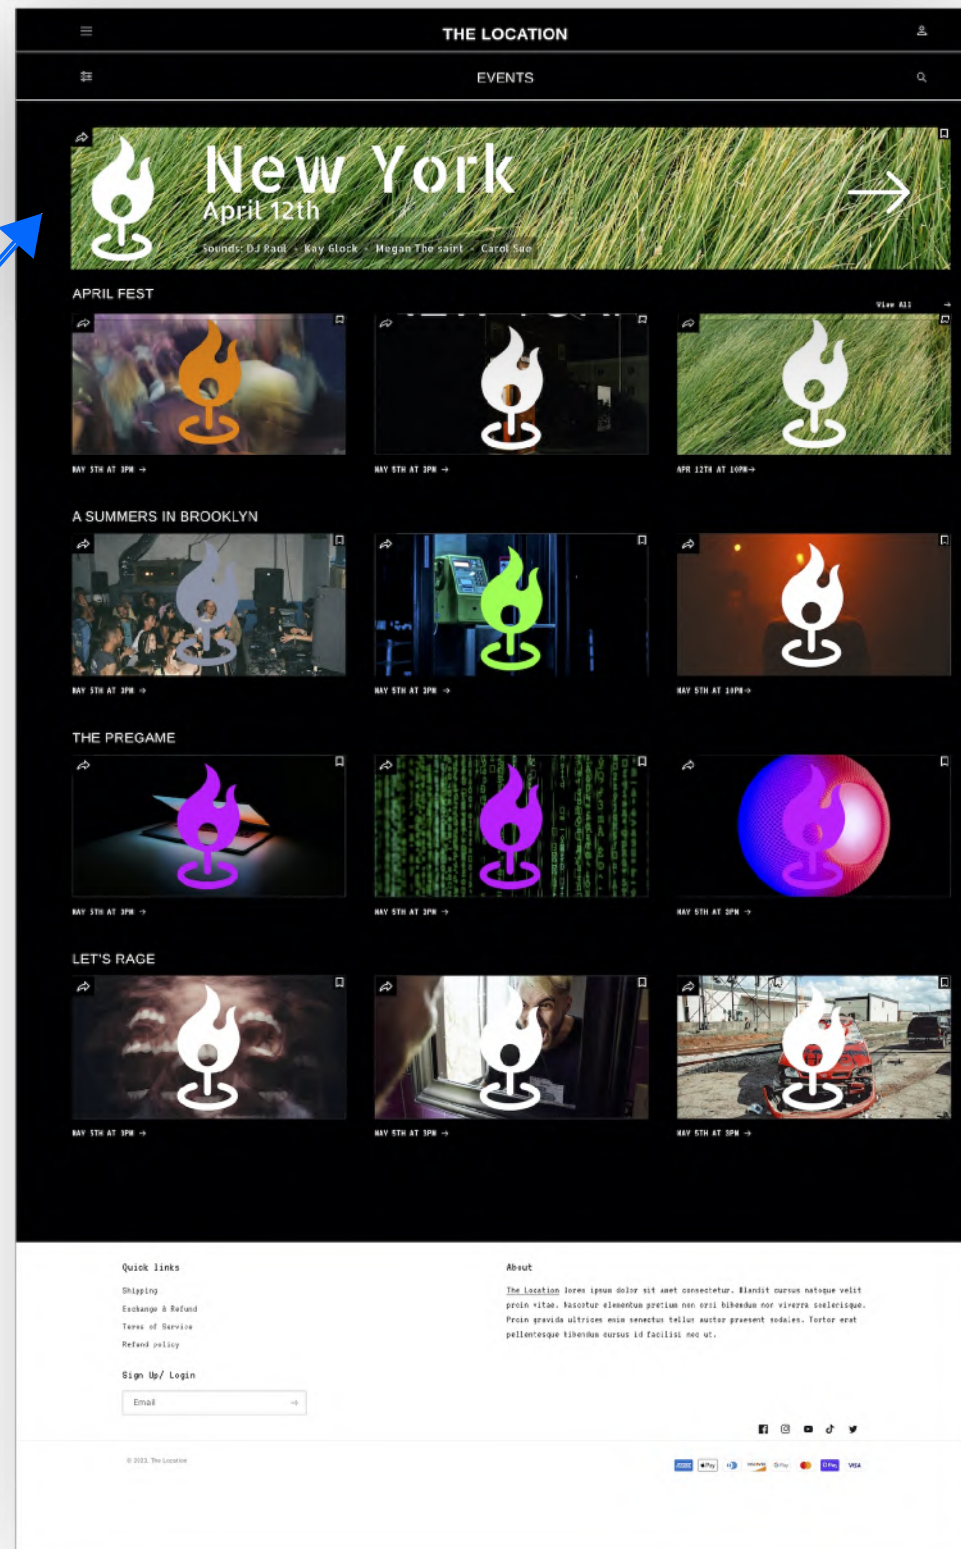 THE LOCATION
EVENTS
New York
April 12th
Sounds: DJ Raul - Kay Glock - Megan The saint - Carol Sue
APRIL FEST
View All →
MAY 5TH AT 3PM →
MAY 5TH AT 3PM →
APR 12TH AT 10PM→
A SUMMERS IN BROOKLYN
MAY 5TH AT 3PM →
MAY 5TH AT 3PM →
MAY 5TH AT 10PM→
THE PREGAME
MAY 5TH AT 3PM →
MAY 5TH AT 3PM →
MAY 5TH AT 3PM →
LET'S RAGE
MAY 5TH AT 3PM →
MAY 5TH AT 3PM →
MAY 5TH AT 3PM →
Quick links
Shipping
Exchange & Refund
Terms of Service
Refund policy
Sign Up/ Login
Email
About
The Location lores ipsum dolor sit amet consectetur. Blandit cursus natoque velit
proin vitae. Nascetur elementum pretium non orci bibendum nor viverra scelerisque.
Proin gravida ultrices enim senectus tellus auctor praesent sodales. Tortor erat
pellentesque bibendum cursus id facilisi nec ut.
© 2023, The Location
Pay
G Pay
Pay
VISA